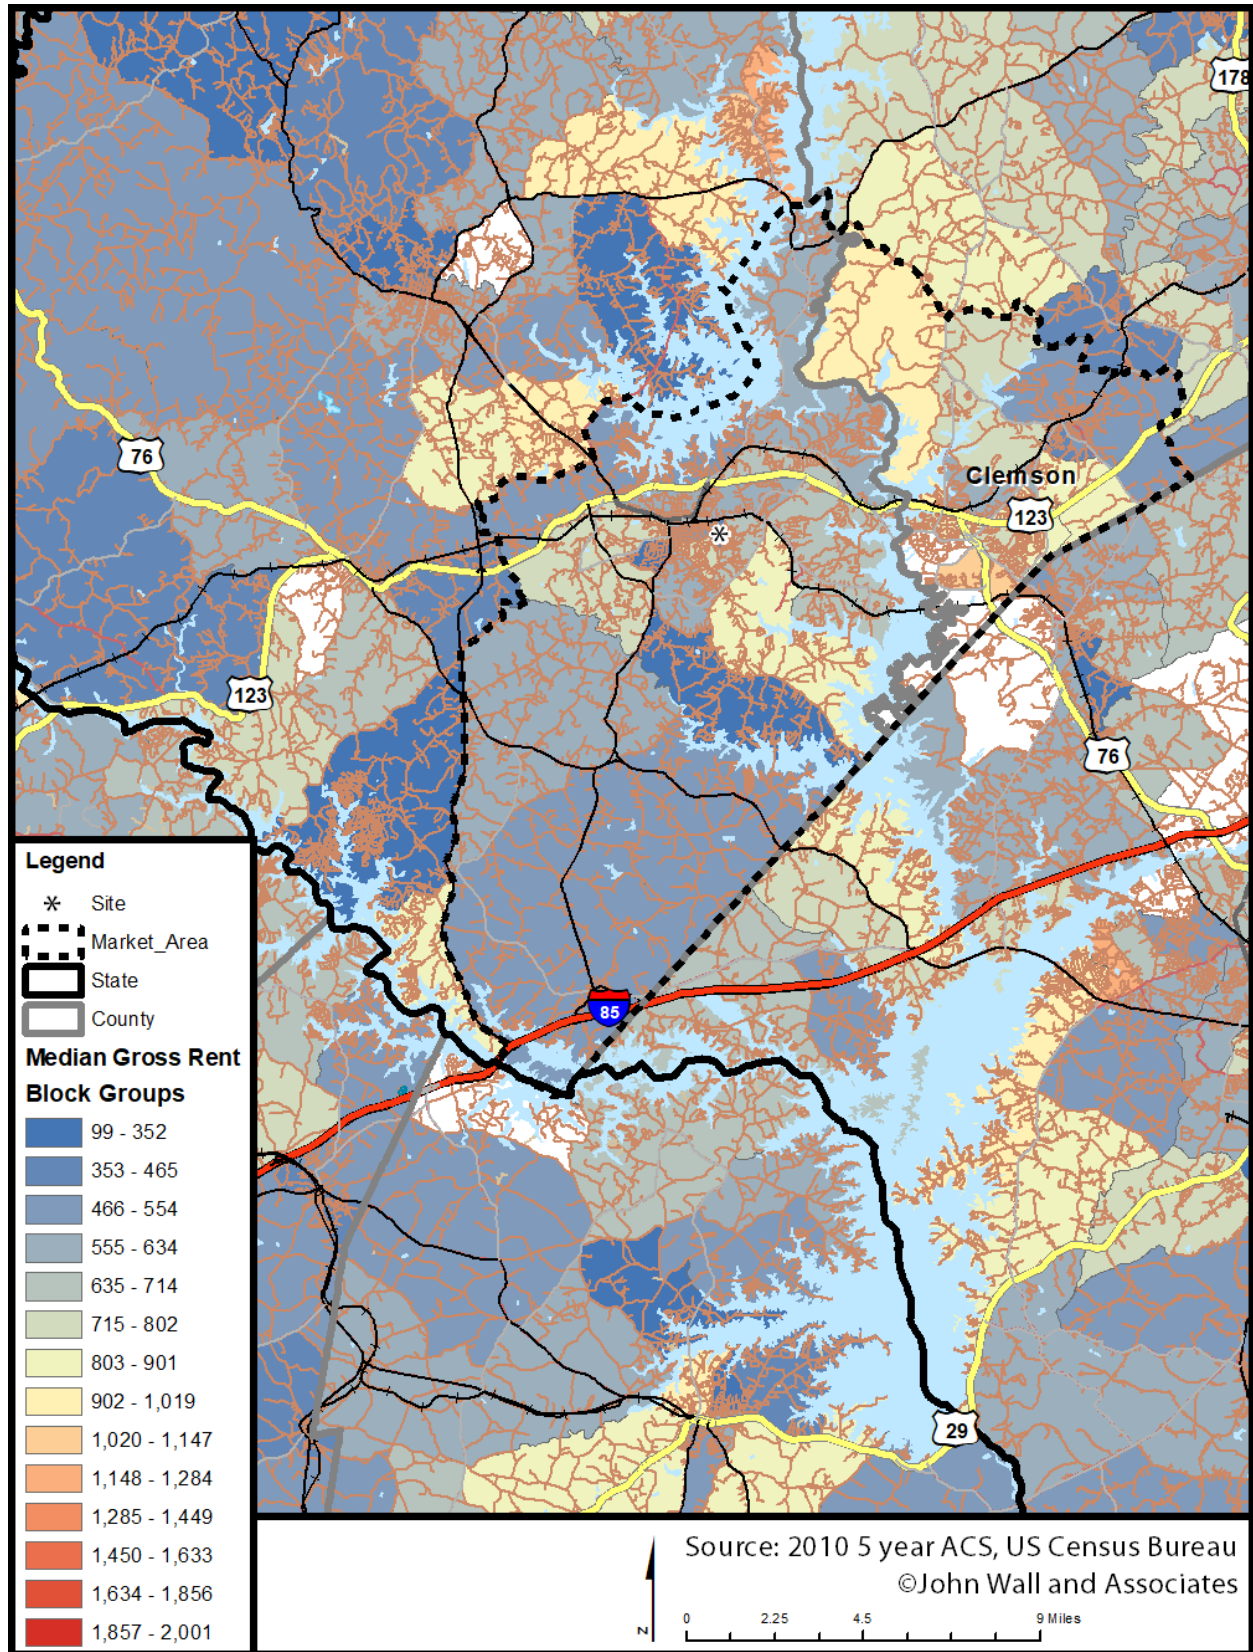 178
76
Clemson
123
123
76
85
29
Legend
Site
Market_Area
State
County
Median Gross Rent
Block Groups
99 - 352
353 - 465
466 - 554
555 - 634
635 - 714
715 - 802
803 - 901
902 - 1,019
1,020 - 1,147
1,148 - 1,284
1,285 - 1,449
1,450 - 1,633
1,634 - 1,856
1,857 - 2,001
Source: 2010 5 year ACS, US Census Bureau
©John Wall and Associates
N
0 2.25 4.5 9 Miles